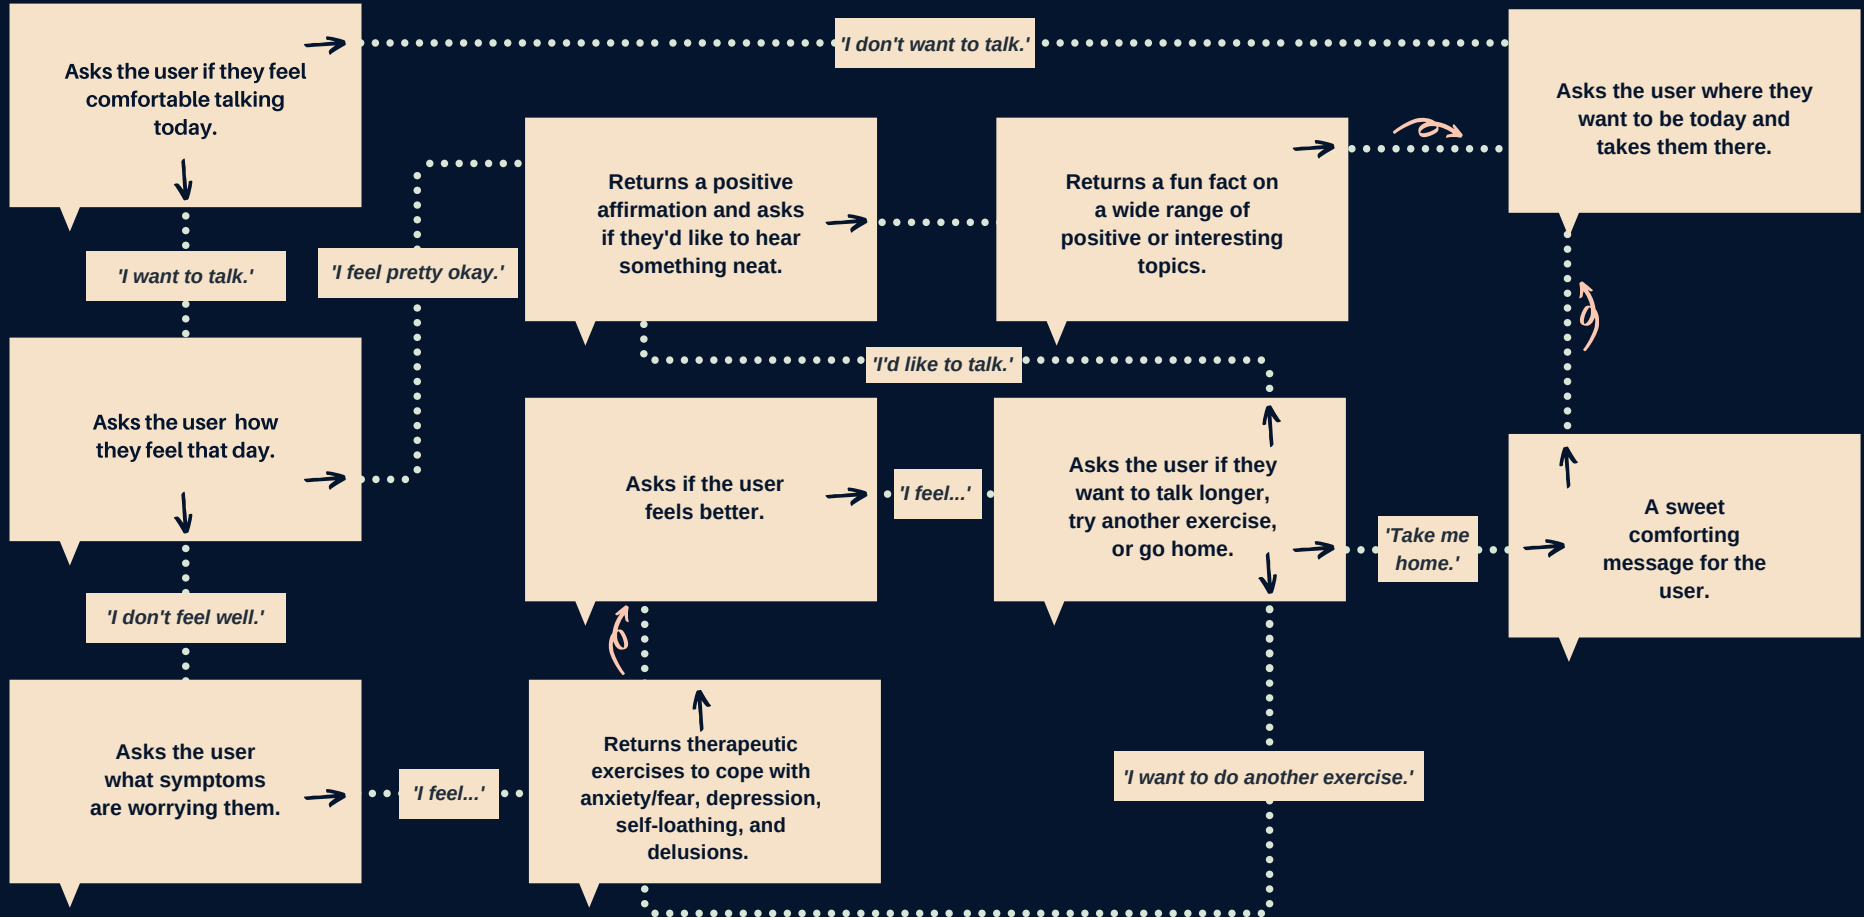 Asks the user if they feel
comfortable talking
today.
'I don't want to talk.'
Asks the user where they
want to be today and
takes them there.
'I want to talk.'
'I feel pretty okay.'
Returns a positive
affirmation and asks
if they'd like to hear
something neat.
Returns a fun fact on
a wide range of
positive or interesting
topics.
'I'd like to talk.'
Asks the user how
they feel that day.
Asks if the user
feels better.
'I feel...'
Asks the user if they
want to talk longer,
try another exercise,
or go home.
'Take me
home.'
A sweet
comforting
message for the
user.
'I don't feel well.'
Asks the user
what symptoms
are worrying them.
'I feel...'
Returns therapeutic
exercises to cope with
anxiety/fear, depression,
self-loathing, and
delusions.
'I want to do another exercise.'